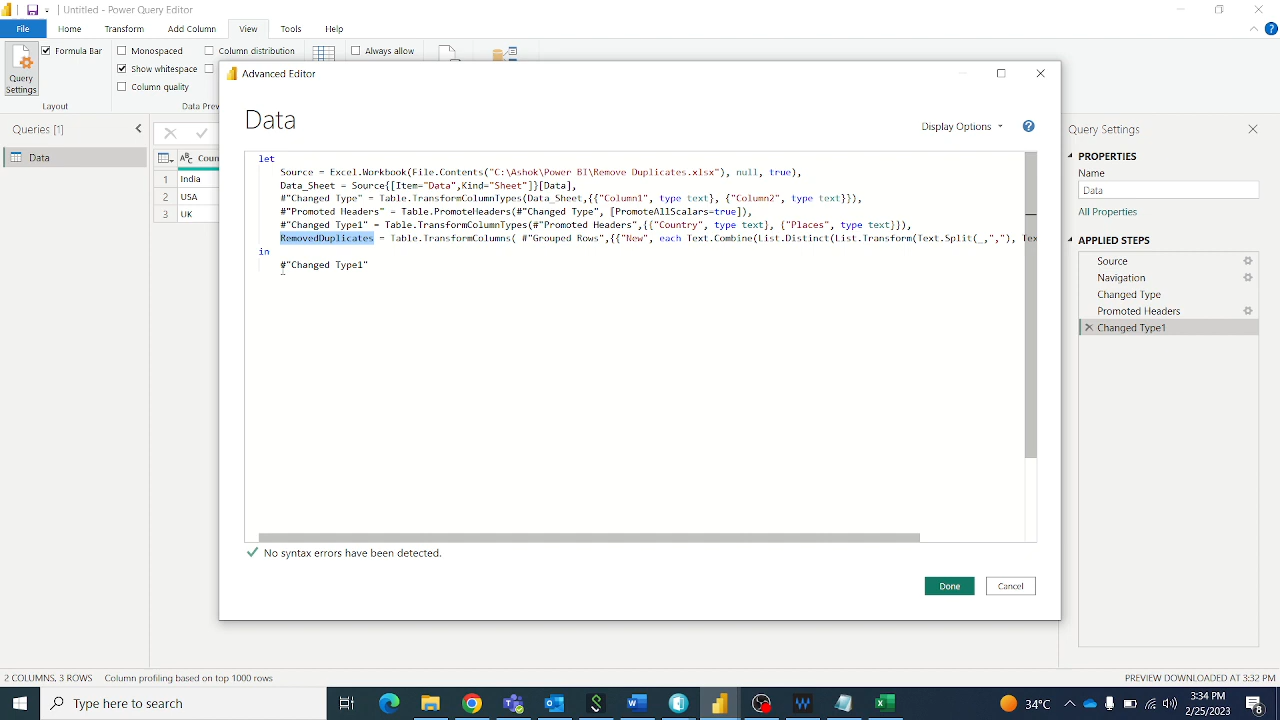 Untitled - Power Query Editor
File
Home
Transform
Add Column
View
Tools
Help
Query
Settings
Formula Bar
Monospaced
Show whitespace
Column quality
Column distribution
Always allow
Layout
Data Prev
Advanced Editor
Data
Display Options
Queries [1]
Data
Coun
1 India
2 USA
3 UK
let
Source = Excel.Workbook(File.Contents("C:\Ashok\Power BI\Remove Duplicates.xlsx"), null, true),
Data_Sheet = Source{[Item="Data",Kind="Sheet"]}[Data],
#"Changed Type" = Table.TransformColumnTypes(Data_Sheet,{{"Column1", type text}, {"Column2", type text}}),
#"Promoted Headers" = Table.PromoteHeaders(#"Changed Type", [PromoteAllScalars=true]),
#"Changed Type1" = Table.TransformColumnTypes(#"Promoted Headers",{{"Country", type text}, {"Places", type text}}),
RemovedDuplicates = Table.TransformColumns( #"Grouped Rows",{{"New", each Text.Combine(List.Distinct(List.Transform(Text.Split(_,","), Tex
in
#"Changed Type1"
No syntax errors have been detected.
Done
Cancel
Query Settings
PROPERTIES
Name
Data
All Properties
APPLIED STEPS
Source
Navigation
Changed Type
Promoted Headers
Changed Type1
2 COLUMNS, 3 ROWS
Column profiling based on top 1000 rows
PREVIEW DOWNLOADED AT 3:32 PM
Type here to search
34°C
3:34 PM
2/25/2023
8